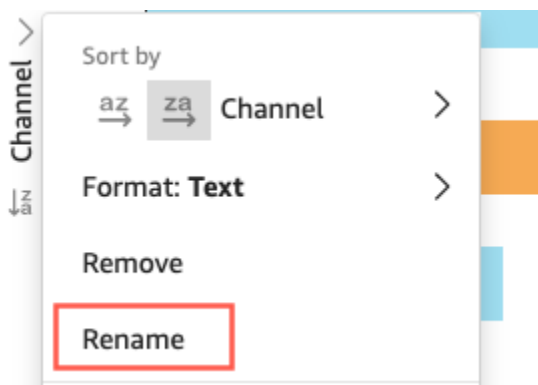 Channel
Sort by
az za Channel
Format: Text
Remove
Rename